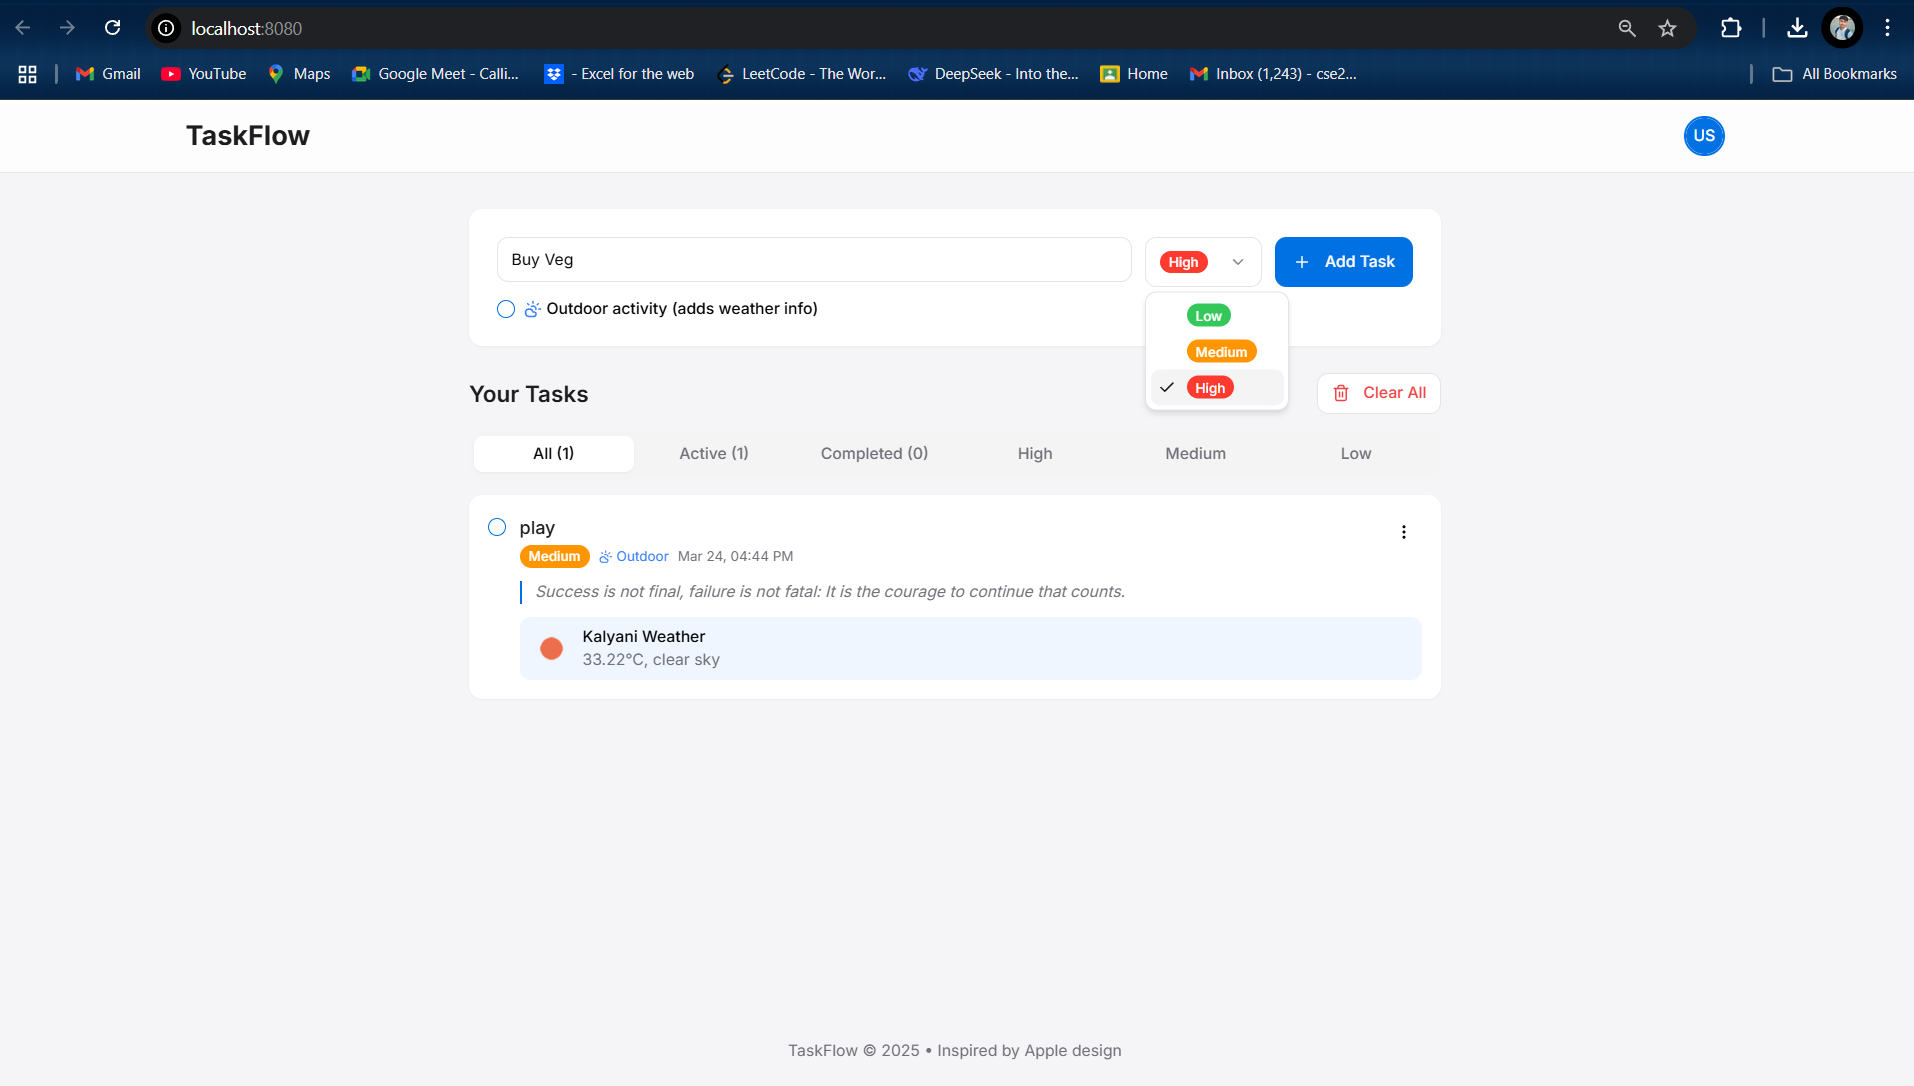 localhost:8080
Gmail
YouTube
Maps
Google Meet - Calli...
- Excel for the web
LeetCode - The Wor...
DeepSeek - Into the...
Home
Inbox (1,243) - cse2...
All Bookmarks
TaskFlow
US
Buy Veg
High
+ Add Task
Outdoor activity (adds weather info)
Low
Medium
High
Your Tasks
Clear All
All (1)
Active (1)
Completed (0)
High
Medium
Low
play
Medium
Outdoor
Mar 24, 04:44 PM
Success is not final, failure is not fatal: It is the courage to continue that counts.
Kalyani Weather
33.22°C, clear sky
TaskFlow © 2025 • Inspired by Apple design